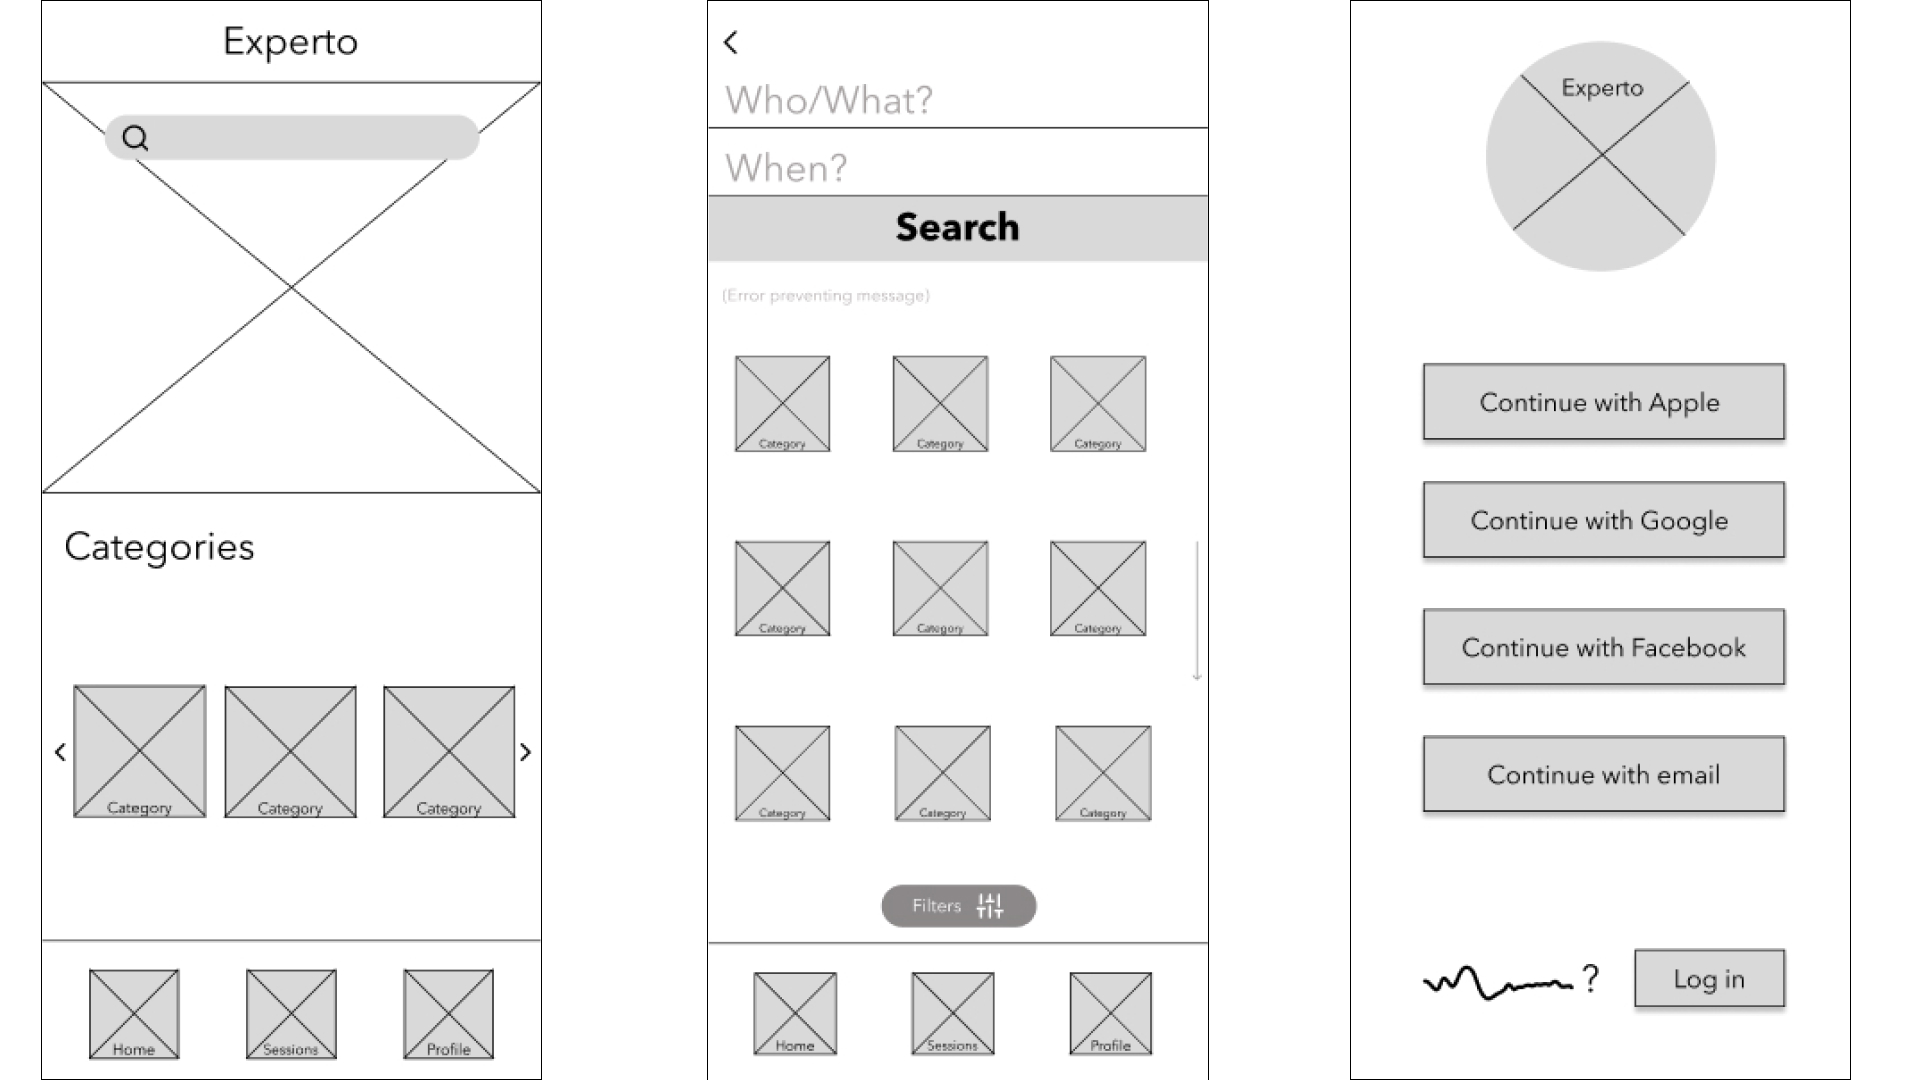 Experto
Categories
Category
Category
Category
Home
Sessions
Profile
Who/What?
When?
Search
(Error preventing message)
Category
Category
Category
Category
Category
Category
Category
Category
Category
Filters
Home
Sessions
Profile
Experto
Continue with Apple
Continue with Google
Continue with Facebook
Continue with email
?
Log in